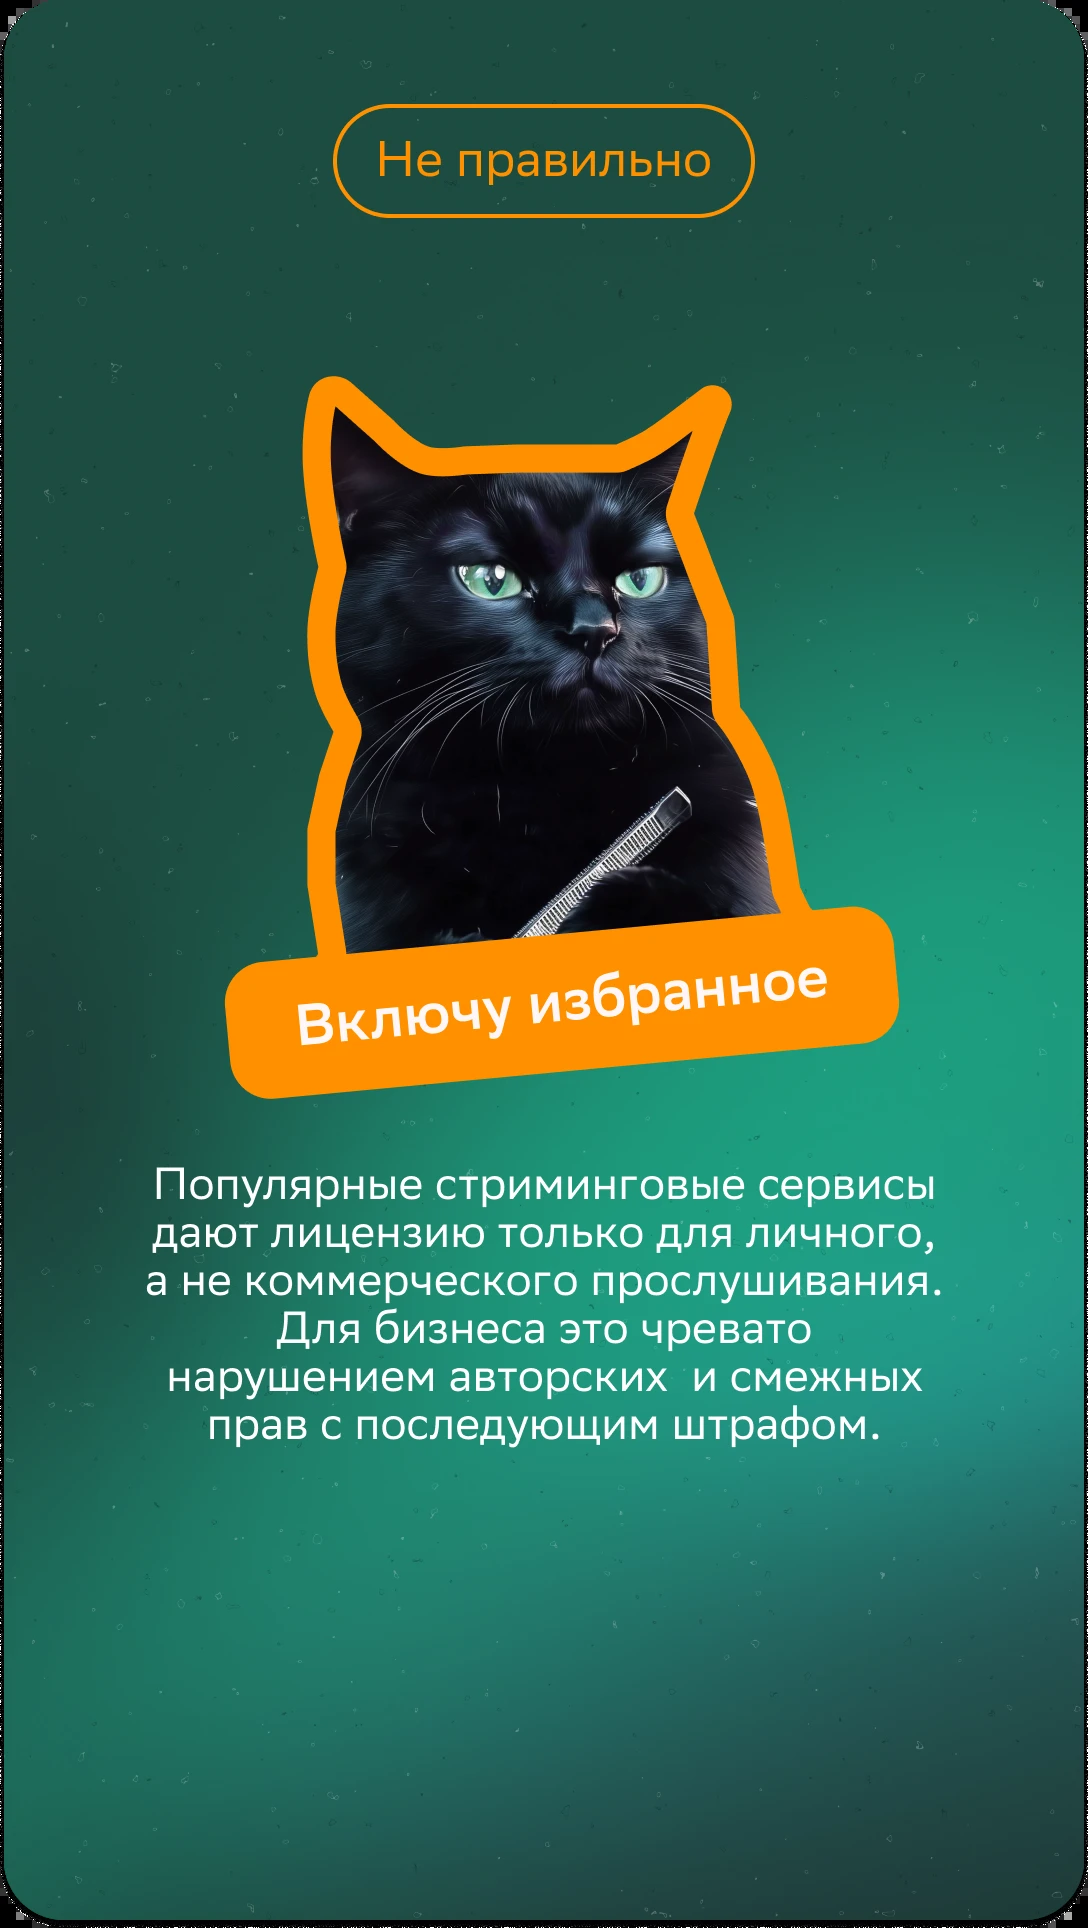 Не правильно
Включу избранное
Популярные стриминговые сервисы
дают лицензию только для личного,
а не коммерческого прослушивания.
Для бизнеса это чревато
нарушением авторских  и смежных
прав с последующим штрафом.